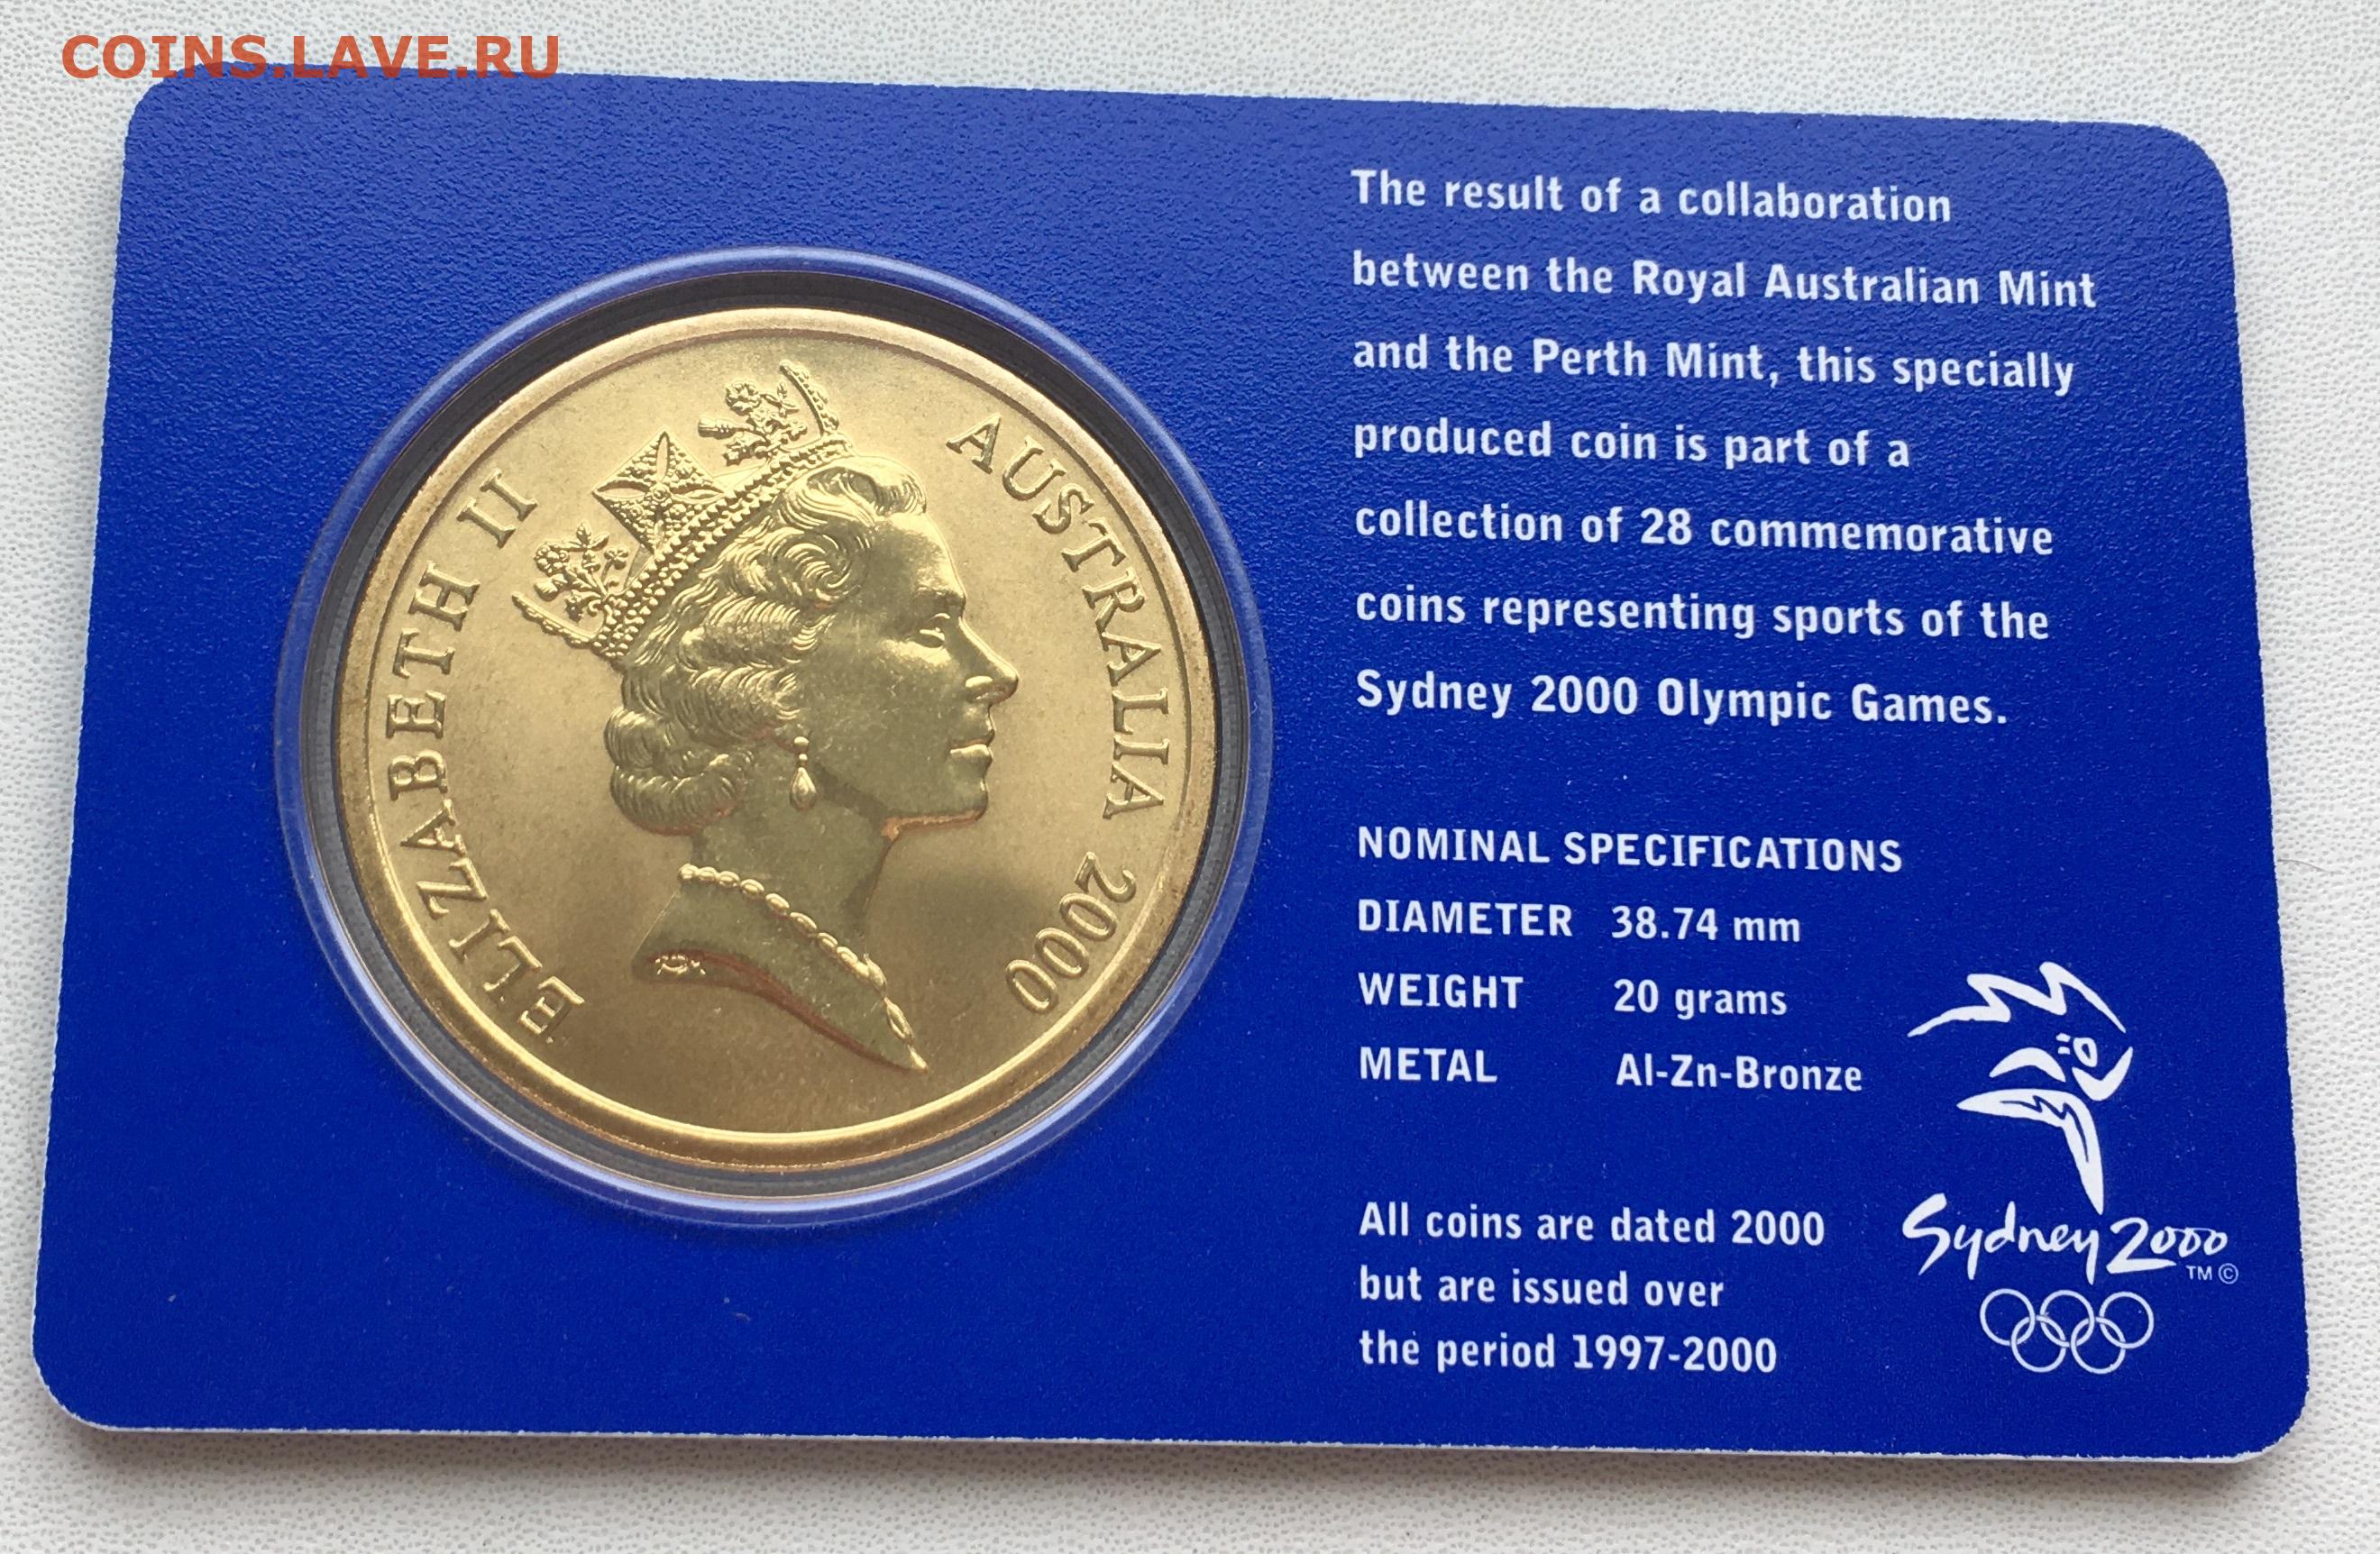 COINS.LAVE.RU
ELIZABETH II
AUSTRALIA 2000
The result of a collaboration
between the Royal Australian Mint
and the Perth Mint, this specially
produced coin is part of a
collection of 28 commemorative
coins representing sports of the
Sydney 2000 Olympic Games.
NOMINAL SPECIFICATIONS
DIAMETER 38.74 mm
WEIGHT 20 grams
METAL Al-Zn-Bronze
All coins are dated 2000
but are issued over
the period 1997-2000
Sydney 2000
TM ©